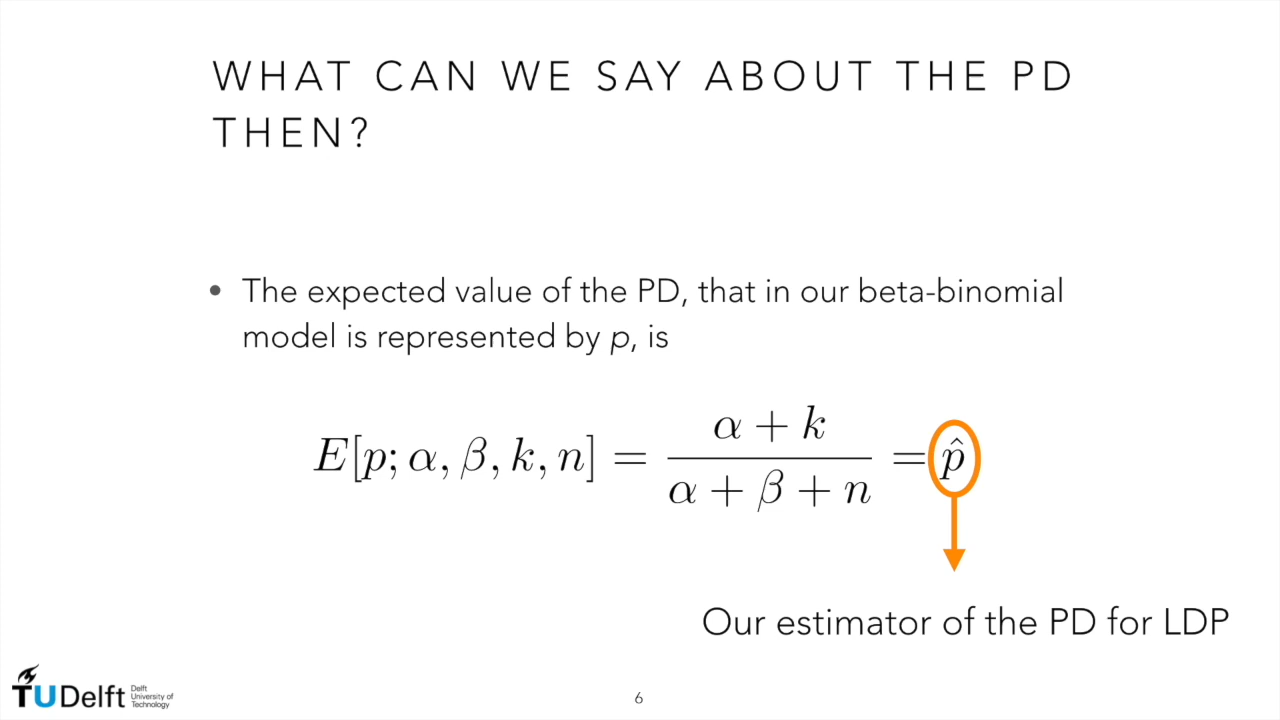 WHAT CAN WE SAY ABOUT THE PD
THEN?
• The expected value of the PD, that in our beta-binomial
model is represented by p, is
E[p; α, β, k, n] = (α + k) / (α + β + n) = p̂
Our estimator of the PD for LDP
TUDelft
Delft
University of
Technology
6